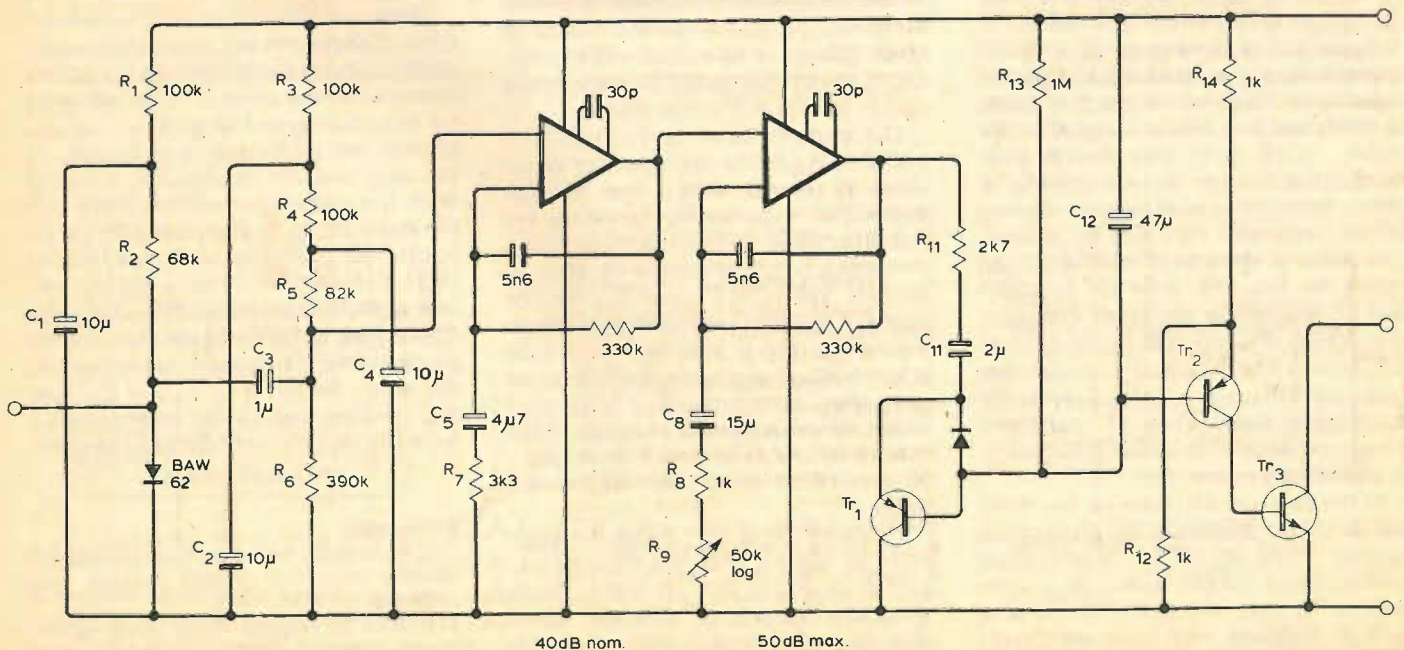 R1 100k
R3 100k
30p
30p
R13 1M
R14 1k
R4 100k
C12 47µ
R2 68k
R5 82k
5n6
5n6
R11 2k7
C1 10µ
330k
330k
C11 2µ
C3 1µ
C4 10µ
Tr2
C5 4µ7
C8 15µ
BAW 62
R6 390k
R7 3k3
R8 1k
Tr1
Tr3
C2 10µ
R9 50k log
R12 1k
40dB nom.
50dB max.